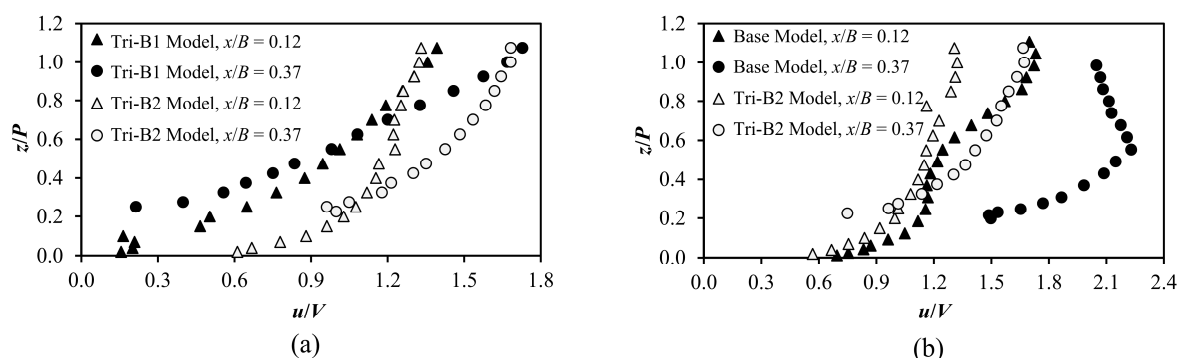 1.2
1.0
0.8
0.6
0.4
0.2
0.0
z/P
Tri-B1 Model, x/B = 0.12
Tri-B1 Model, x/B = 0.37
Tri-B2 Model, x/B = 0.12
Tri-B2 Model, x/B = 0.37
0.0 0.3 0.6 0.9 1.2 1.5 1.8
u/V
(a)
1.2
1.0
0.8
0.6
0.4
0.2
0.0
z/P
Base Model, x/B = 0.12
Base Model, x/B = 0.37
Tri-B2 Model, x/B = 0.12
Tri-B2 Model, x/B = 0.37
0.0 0.3 0.6 0.9 1.2 1.5 1.8 2.1 2.4
u/V
(b)